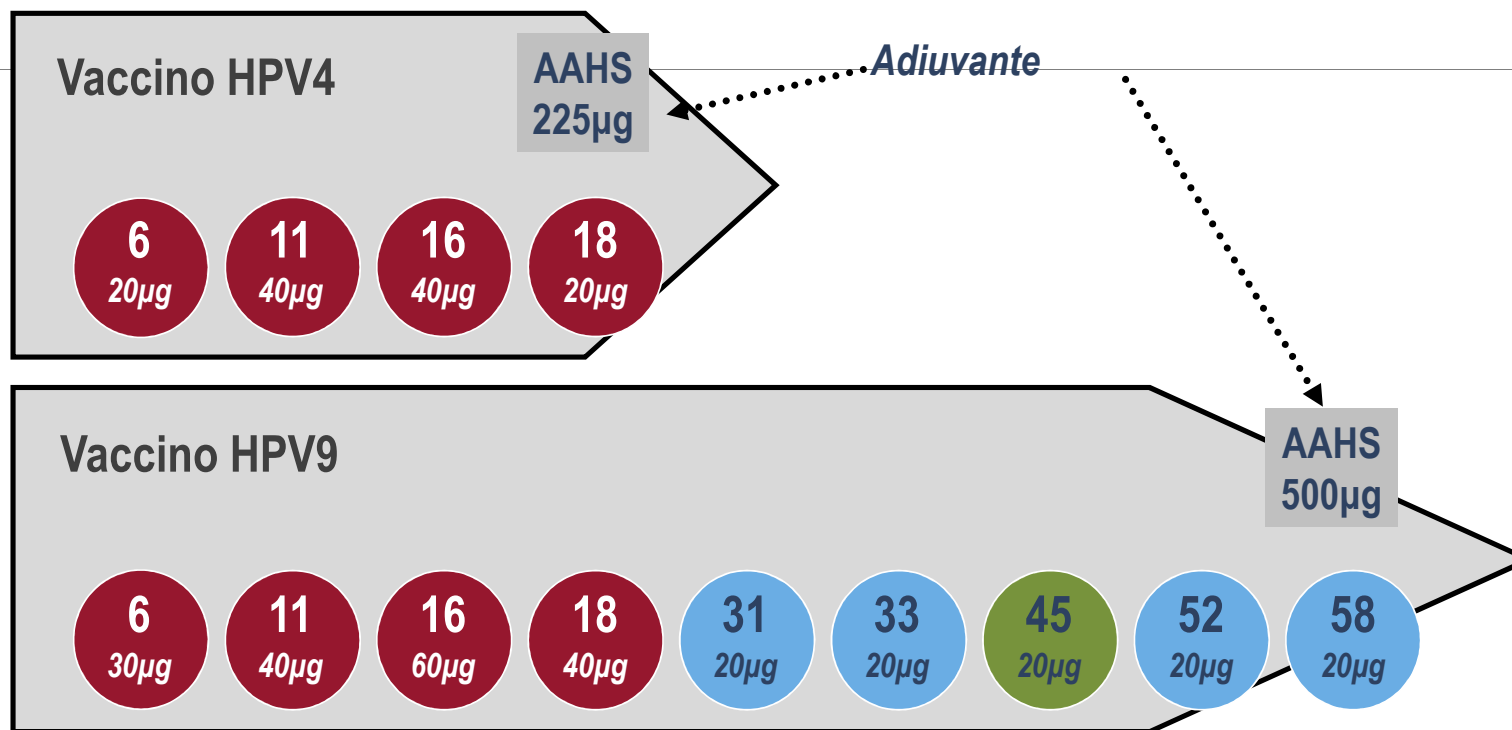 Vaccino HPV4
AAHS
225µg
Adiuvante
6
20µg
11
40µg
16
40µg
18
20µg
Vaccino HPV9
AAHS
500µg
6
30µg
11
40µg
16
60µg
18
40µg
31
20µg
33
20µg
45
20µg
52
20µg
58
20µg